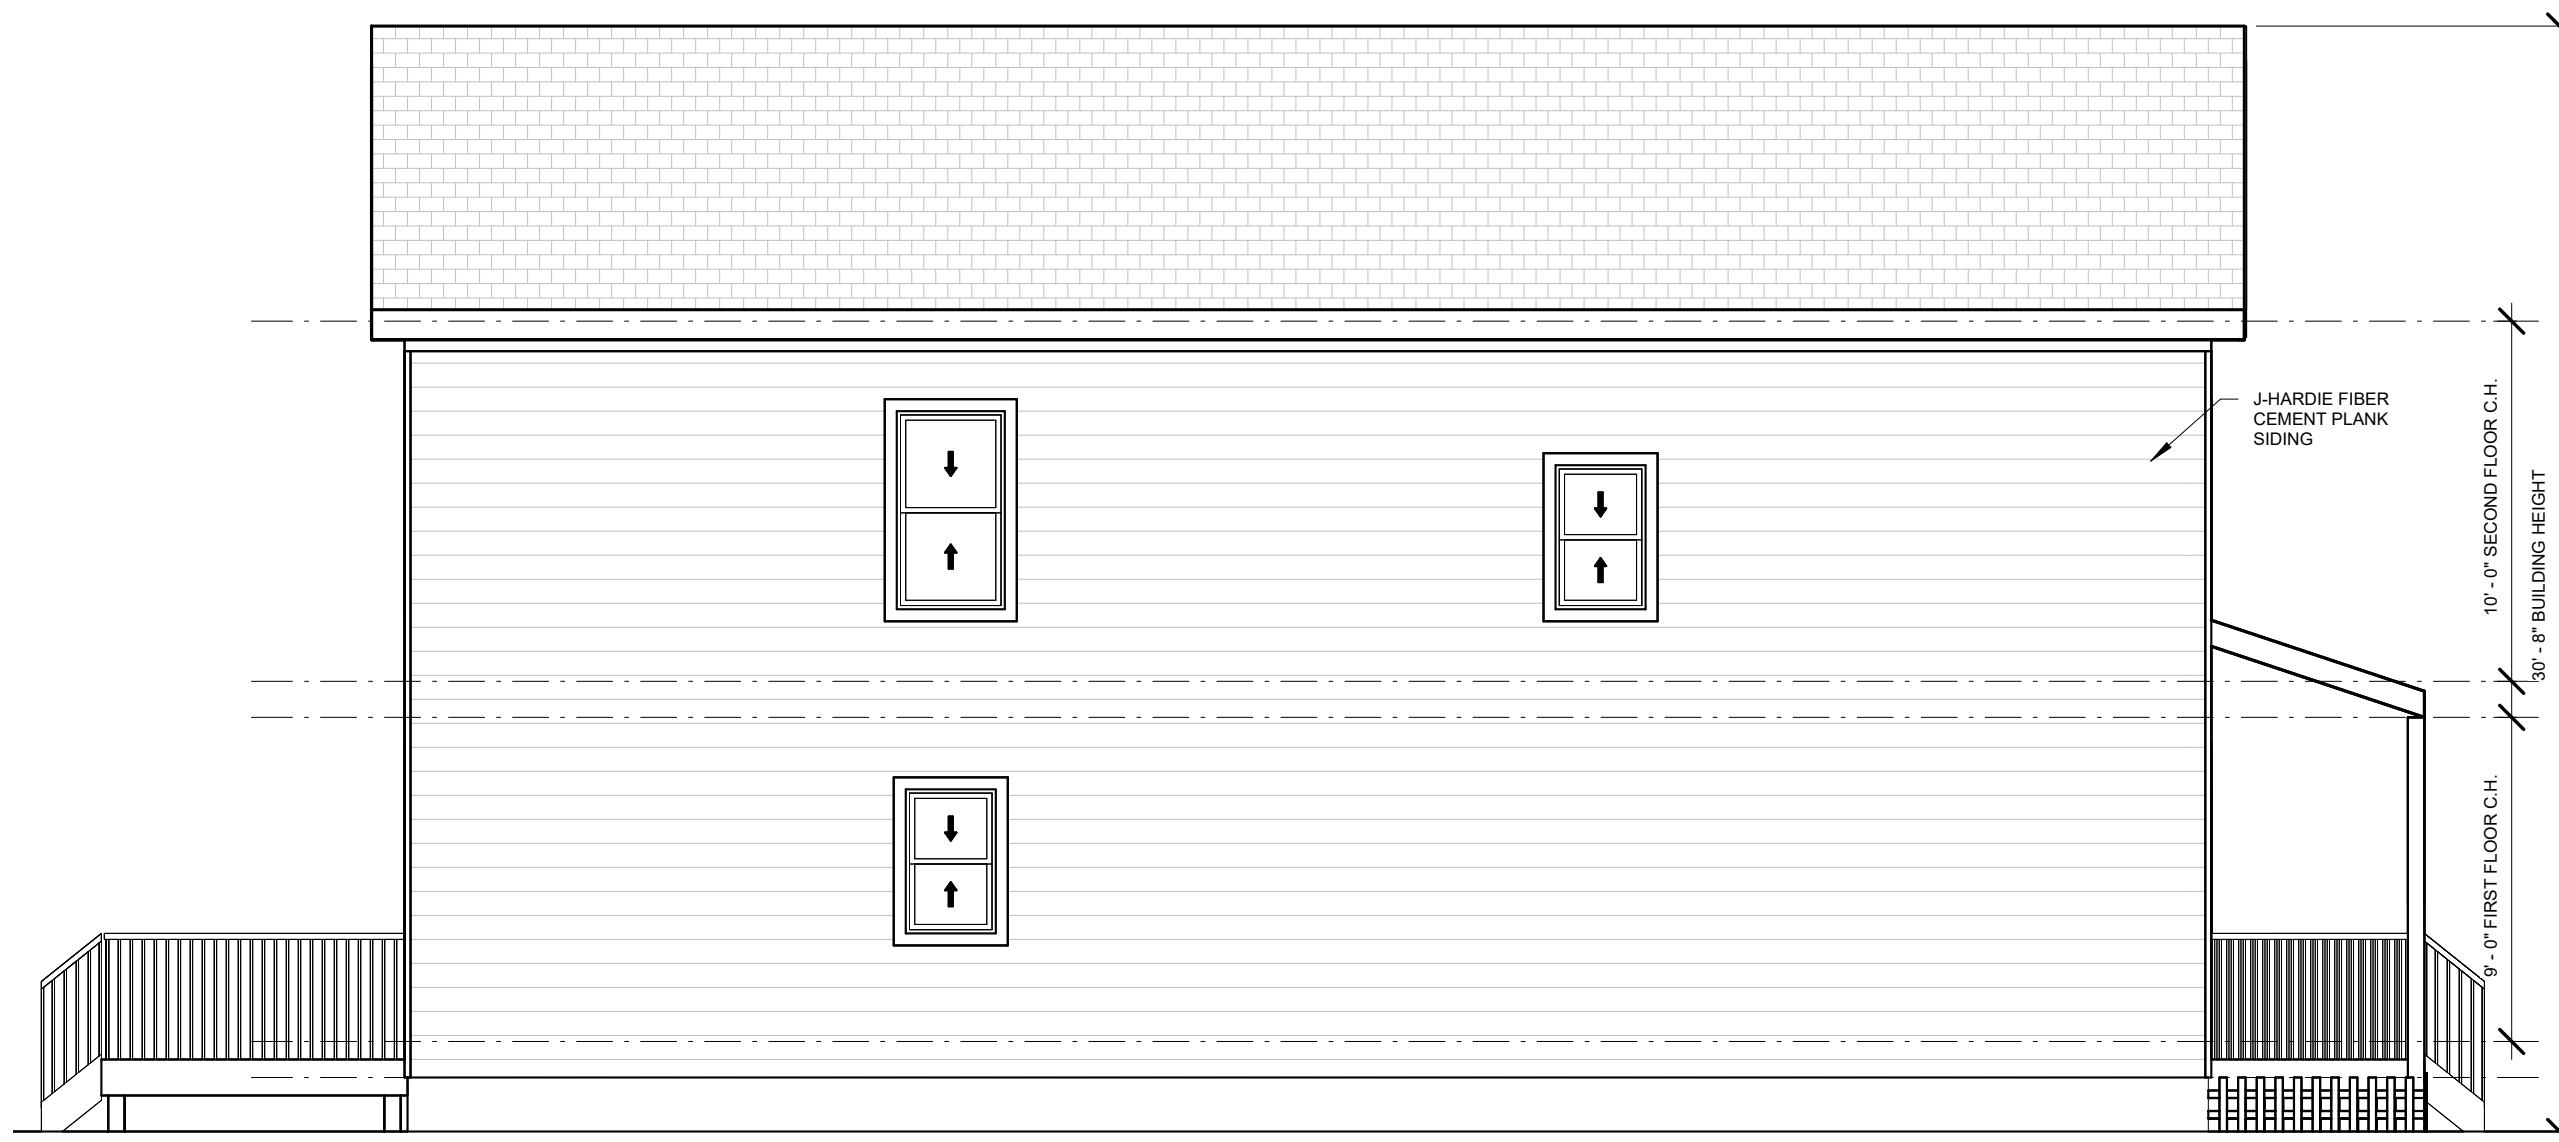 J-HARDIE FIBER
CEMENT PLANK
SIDING
10' - 0" SECOND FLOOR C.H.
30' - 8" BUILDING HEIGHT
9' - 0" FIRST FLOOR C.H.